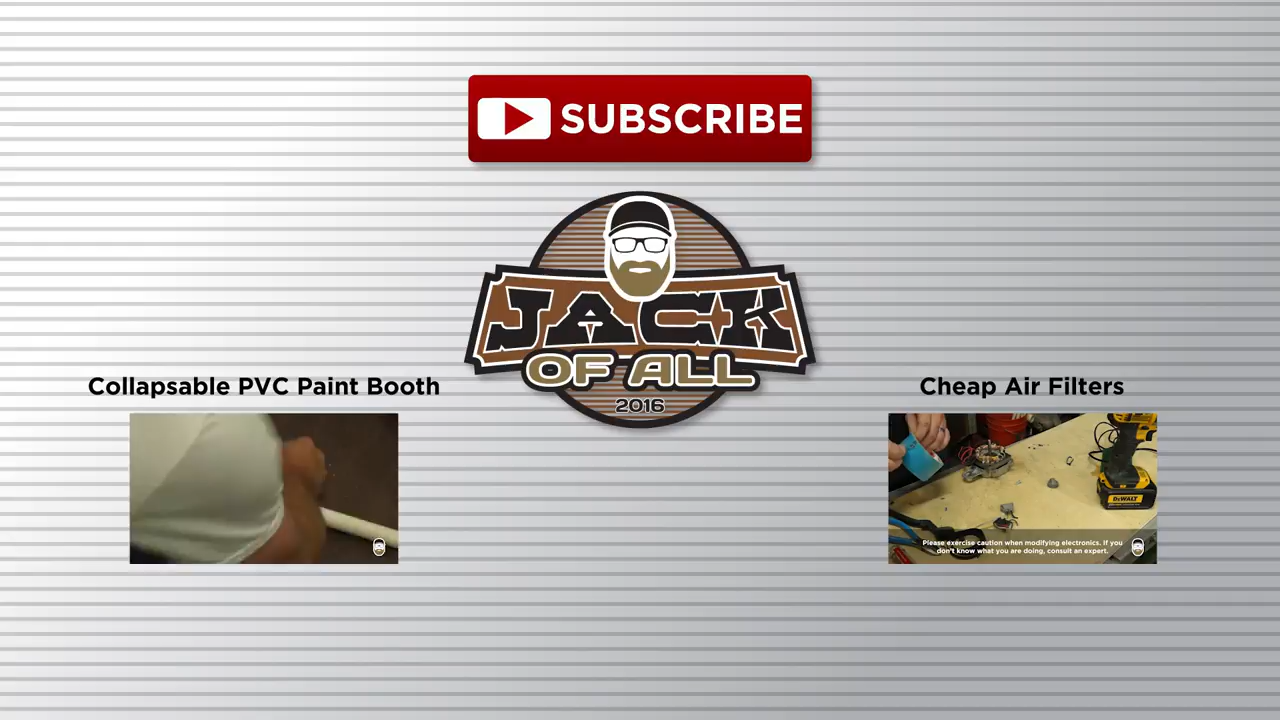 SUBSCRIBE
JACK
OF ALL
2016
Collapsable PVC Paint Booth
Cheap Air Filters
DEWALT
Please exercise caution when modifying electronics. If you
don't know what you are doing, consult an expert.